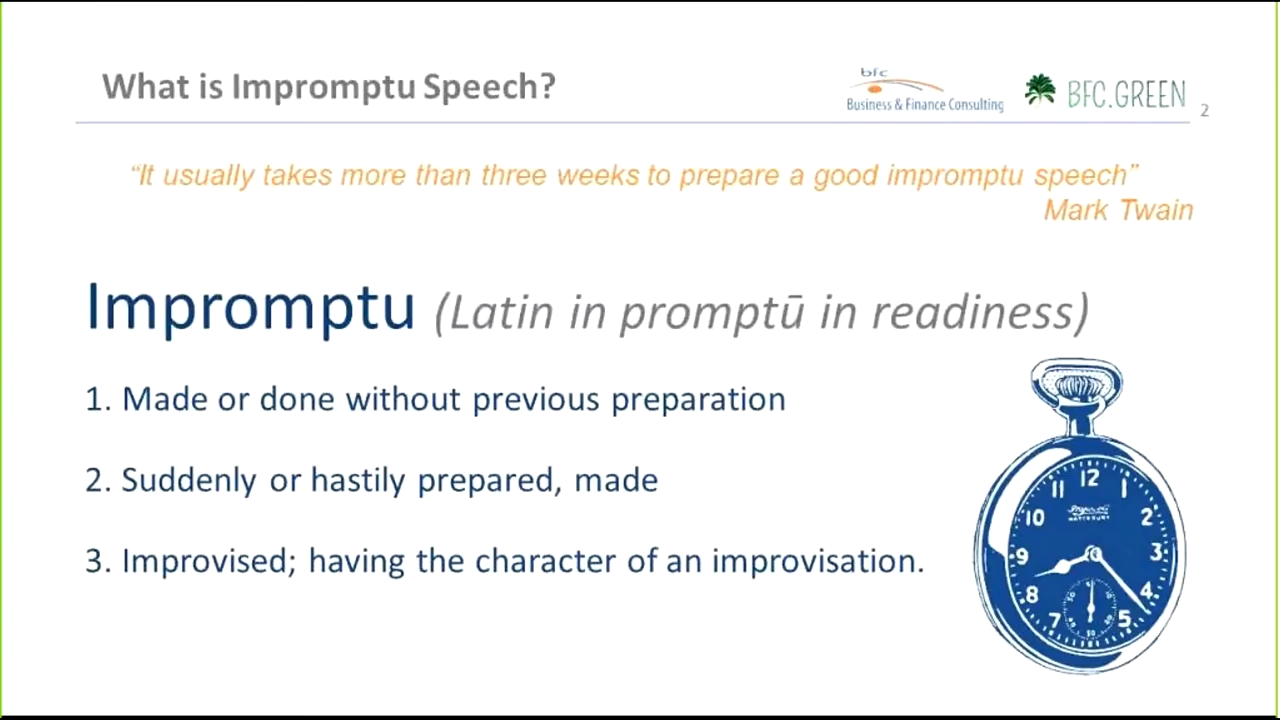 What is Impromptu Speech?
bfc
Business & Finance Consulting
BFC.GREEN
2
“It usually takes more than three weeks to prepare a good impromptu speech”
Mark Twain
Impromptu (Latin in promptū in readiness)
1. Made or done without previous preparation
2. Suddenly or hastily prepared, made
3. Improvised; having the character of an improvisation.
12
11 1
10 2
9 3
8 4
7 5